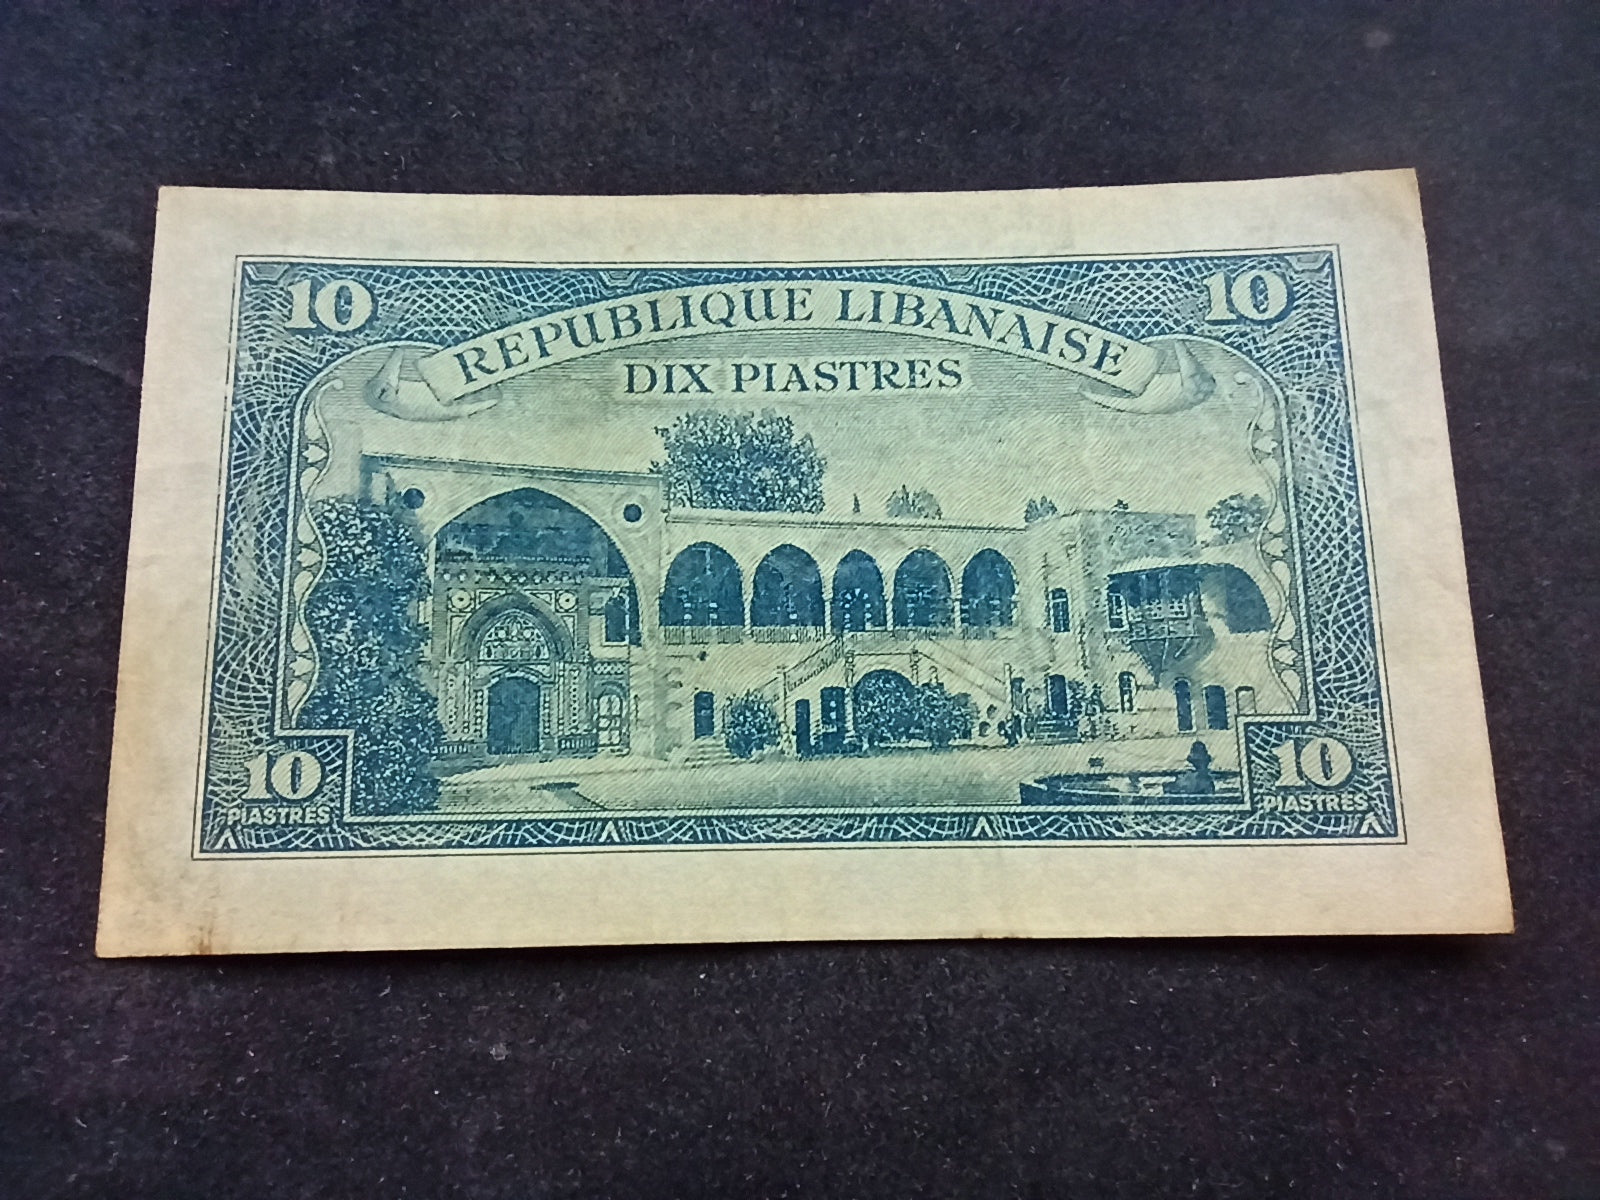 10 10
REPUBLIQUE LIBANAISE
DIX PIASTRES
10 10
PIASTRES PIASTRES